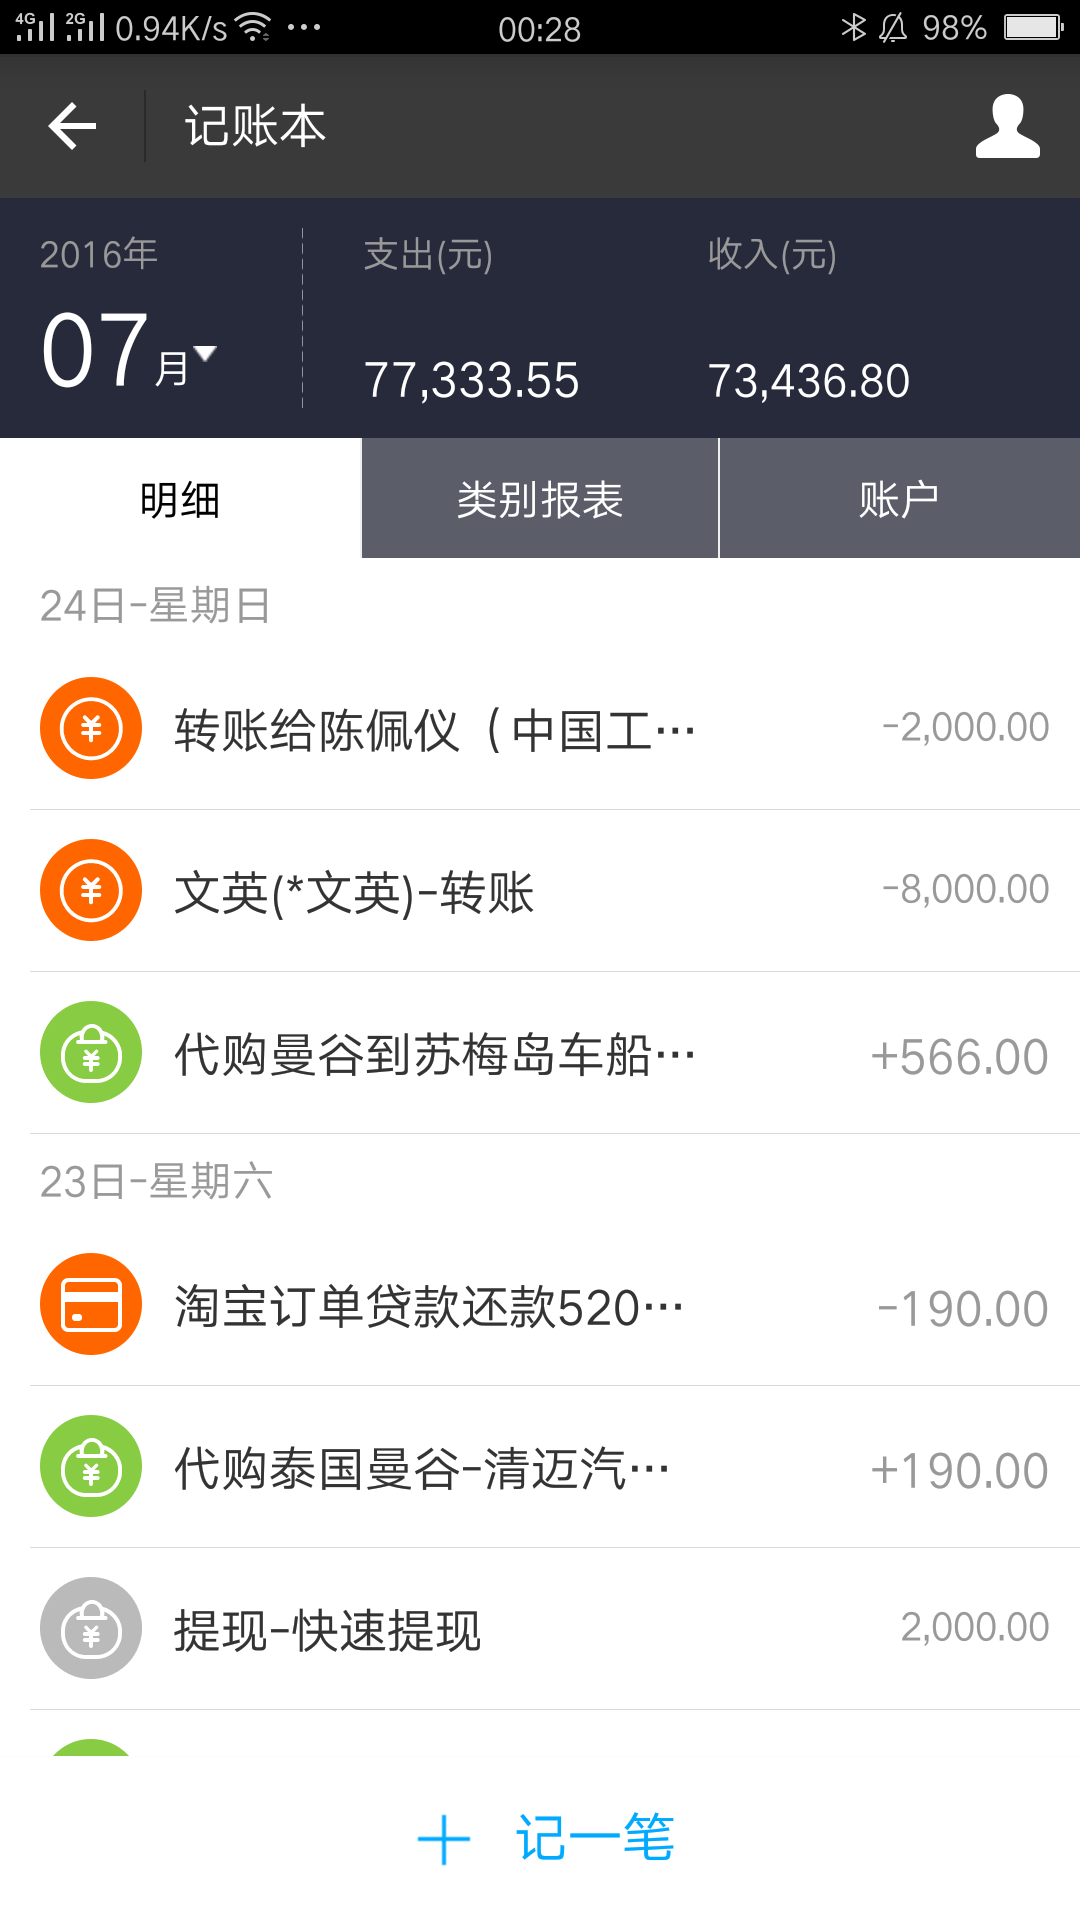 4G 2G 0.94K/s ··· 00:28 98%
记账本
2016年 支出(元) 收入(元)
07月 77,333.55 73,436.80
明细 类别报表 账户
24日-星期日
转账给陈佩仪（中国工… -2,000.00
文英(*文英)-转账 -8,000.00
代购曼谷到苏梅岛车船… +566.00
23日-星期六
淘宝订单贷款还款520… -190.00
代购泰国曼谷-清迈汽… +190.00
提现-快速提现 2,000.00
记一笔